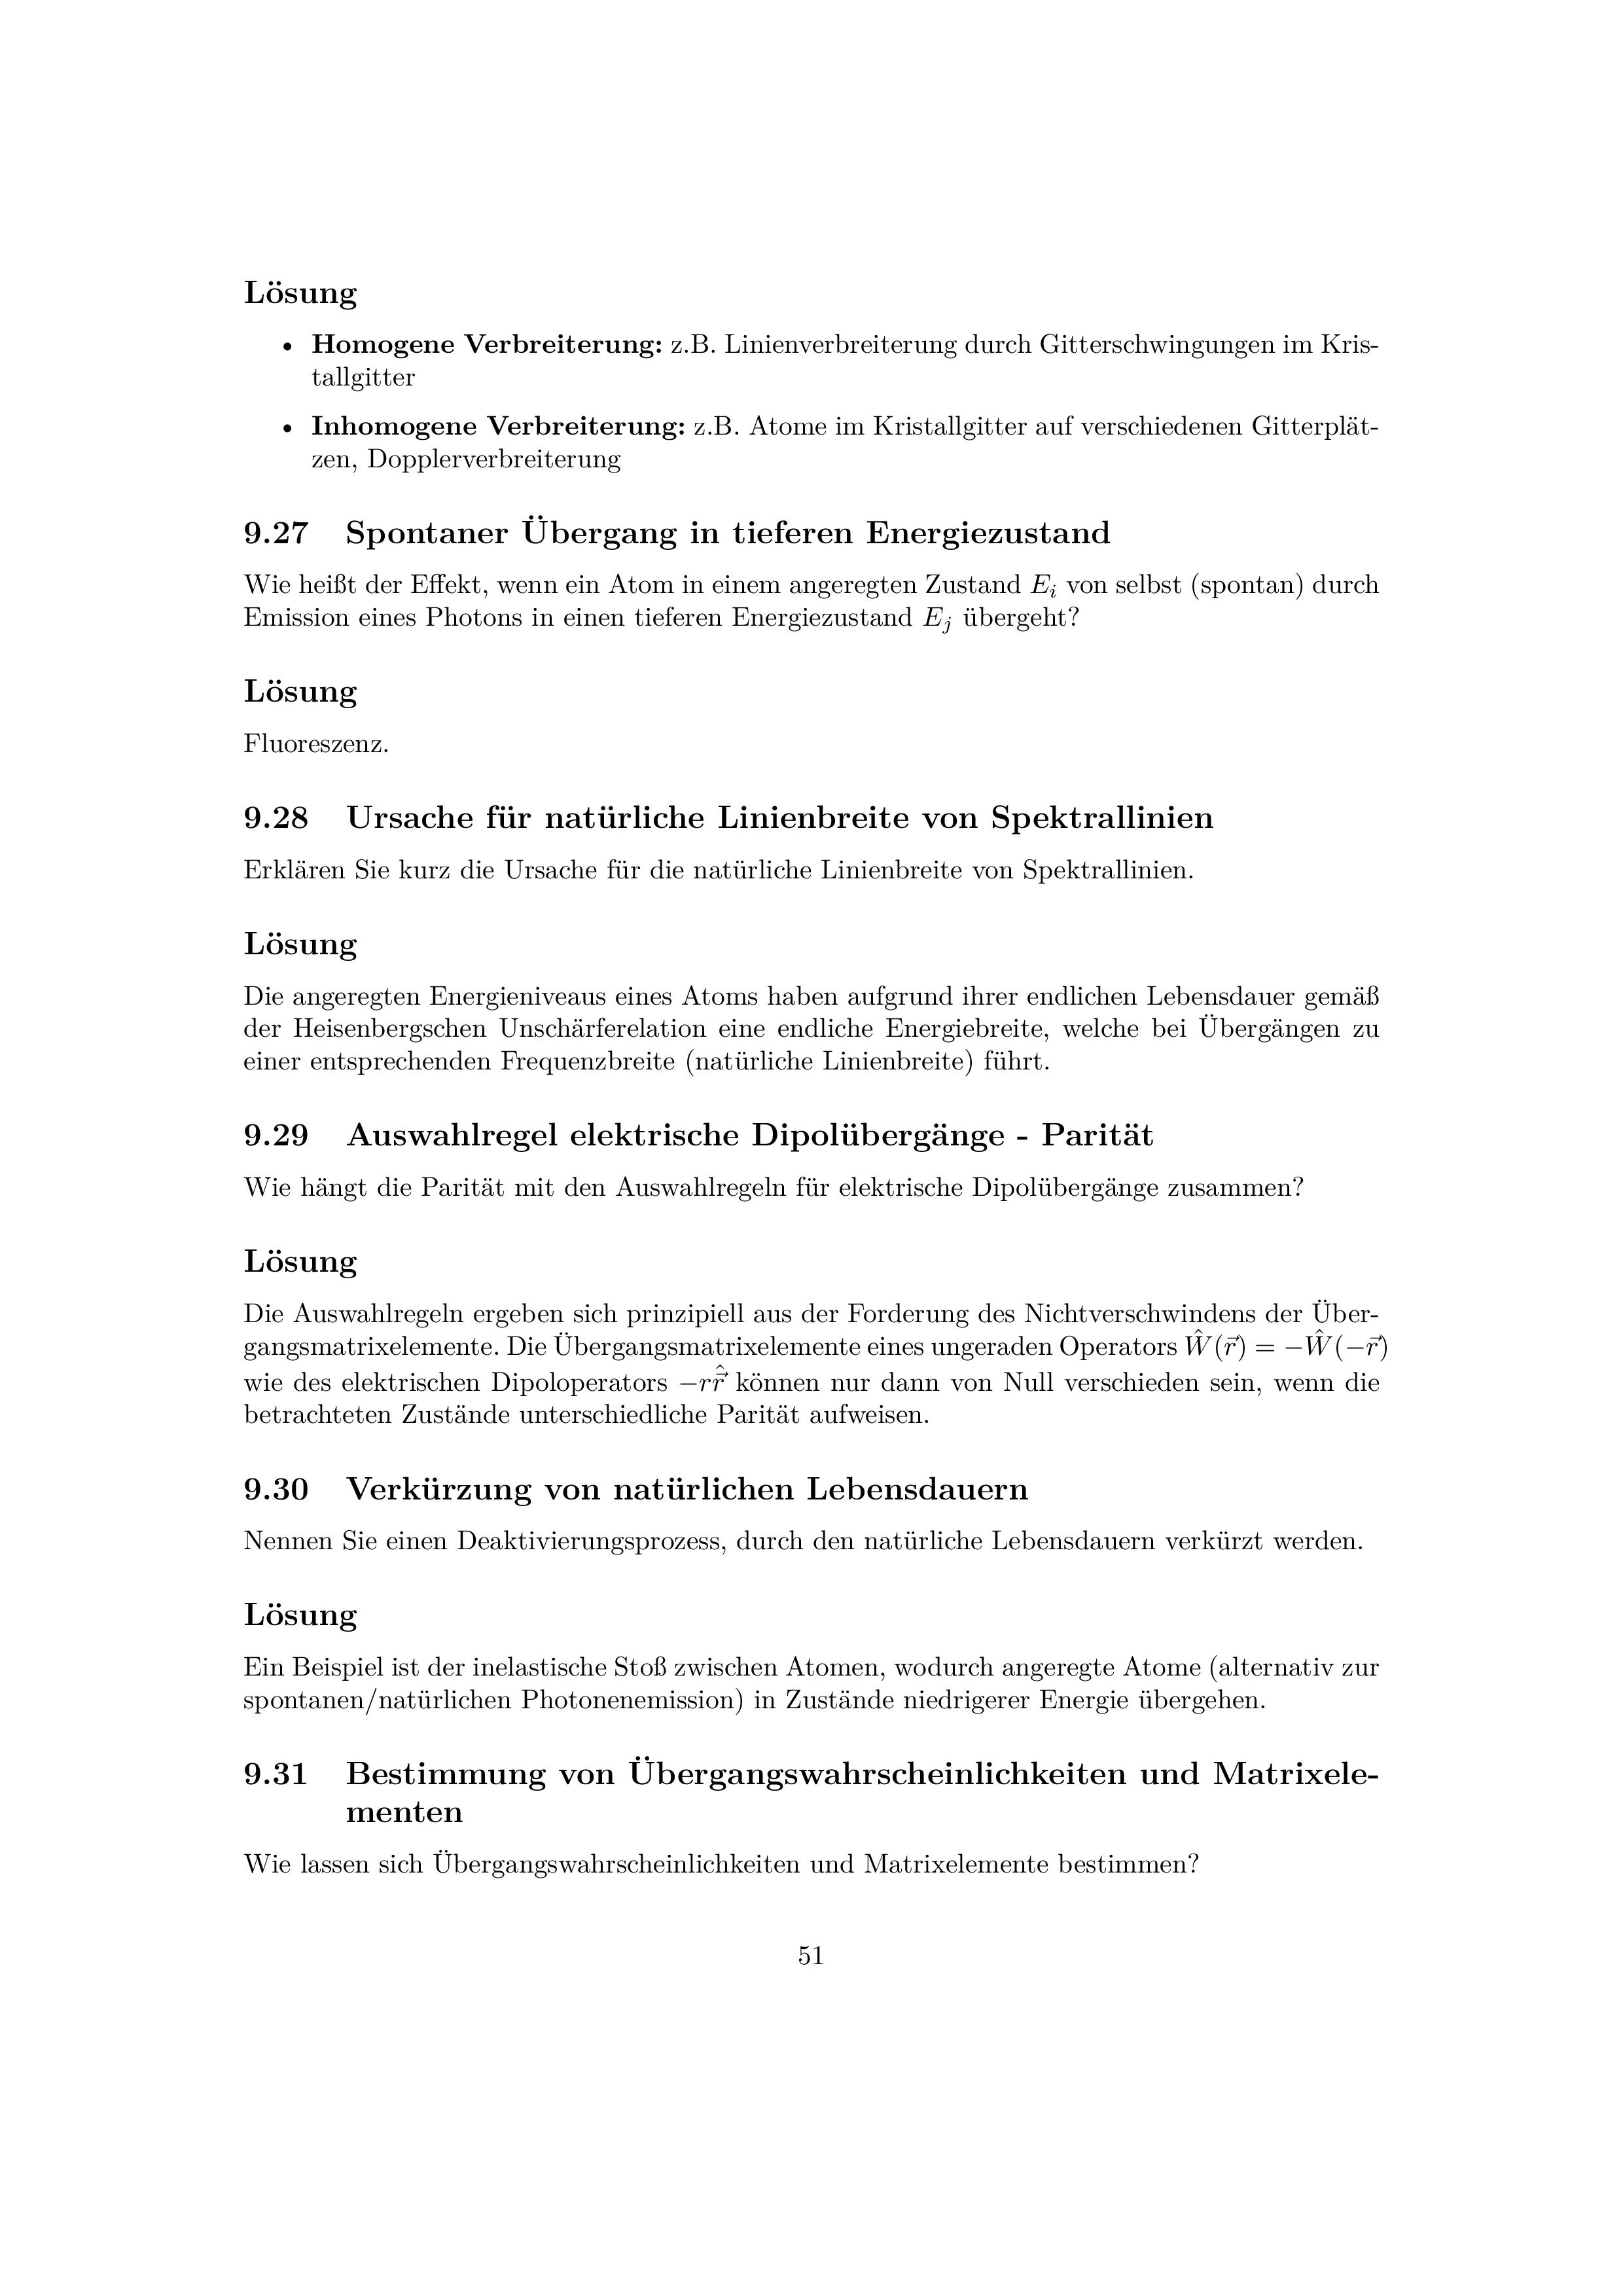 Lösung
• Homogene Verbreiterung: z.B. Linienverbreiterung durch Gitterschwingungen im Kris-
tallgitter
• Inhomogene Verbreiterung: z.B. Atome im Kristallgitter auf verschiedenen Gitterplät-
zen, Dopplerverbreiterung
9.27 Spontaner Übergang in tieferen Energiezustand
Wie heißt der Effekt, wenn ein Atom in einem angeregten Zustand $E_i$ von selbst (spontan) durch
Emission eines Photons in einen tieferen Energiezustand $E_j$ übergeht?
Lösung
Fluoreszenz.
9.28 Ursache für natürliche Linienbreite von Spektrallinien
Erklären Sie kurz die Ursache für die natürliche Linienbreite von Spektrallinien.
Lösung
Die angeregten Energieniveaus eines Atoms haben aufgrund ihrer endlichen Lebensdauer gemäß
der Heisenbergschen Unschärferelation eine endliche Energiebreite, welche bei Übergängen zu
einer entsprechenden Frequenzbreite (natürliche Linienbreite) führt.
9.29 Auswahlregel elektrische Dipolübergänge - Parität
Wie hängt die Parität mit den Auswahlregeln für elektrische Dipolübergänge zusammen?
Lösung
Die Auswahlregeln ergeben sich prinzipiell aus der Forderung des Nichtverschwindens der Über-
gangsmatrixelemente. Die Übergangsmatrixelemente eines ungeraden Operators $\hat{W}(\vec{r}) = -\hat{W}(-\vec{r})$
wie des elektrischen Dipoloperators $-r\hat{\vec{r}}$ können nur dann von Null verschieden sein, wenn die
betrachteten Zustände unterschiedliche Parität aufweisen.
9.30 Verkürzung von natürlichen Lebensdauern
Nennen Sie einen Deaktivierungsprozess, durch den natürliche Lebensdauern verkürzt werden.
Lösung
Ein Beispiel ist der inelastische Stoß zwischen Atomen, wodurch angeregte Atome (alternativ zur
spontanen/natürlichen Photonenemission) in Zustände niedrigerer Energie übergehen.
9.31 Bestimmung von Übergangswahrscheinlichkeiten und Matrixele-
menten
Wie lassen sich Übergangswahrscheinlichkeiten und Matrixelemente bestimmen?
51